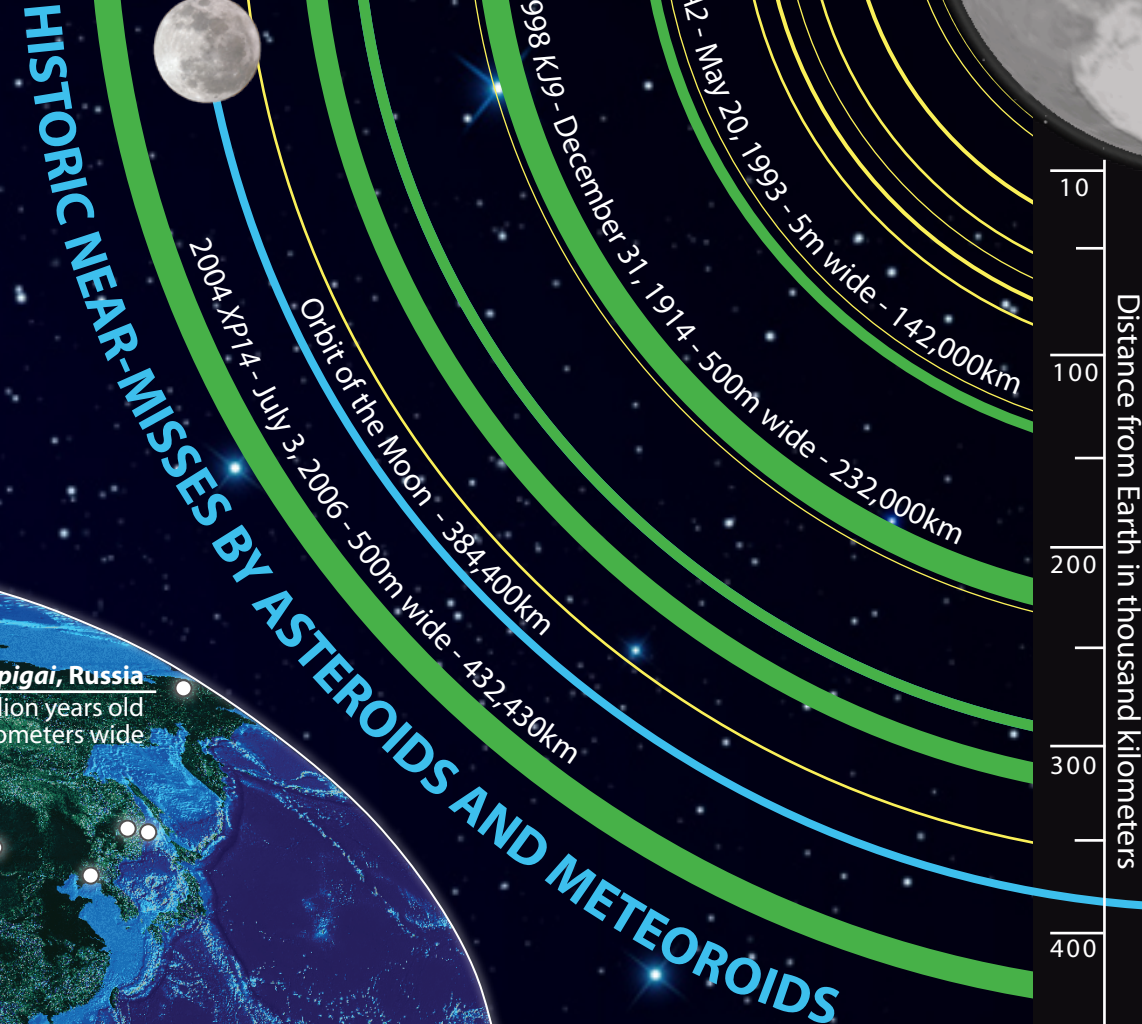 HISTORIC NEAR-MISSES BY ASTEROIDS AND METEOROIDS
2004 XP14 - July 3, 2006 - 500m wide - 432,430km
Orbit of the Moon - 384,400km
998 KJ9 - December 31, 1914 - 500m wide - 232,000km
A2 - May 20, 1993 - 5m wide - 142,000km
10
100
200
300
400
Distance from Earth in thousand kilometers
pigai, Russia
lion years old
ometers wide